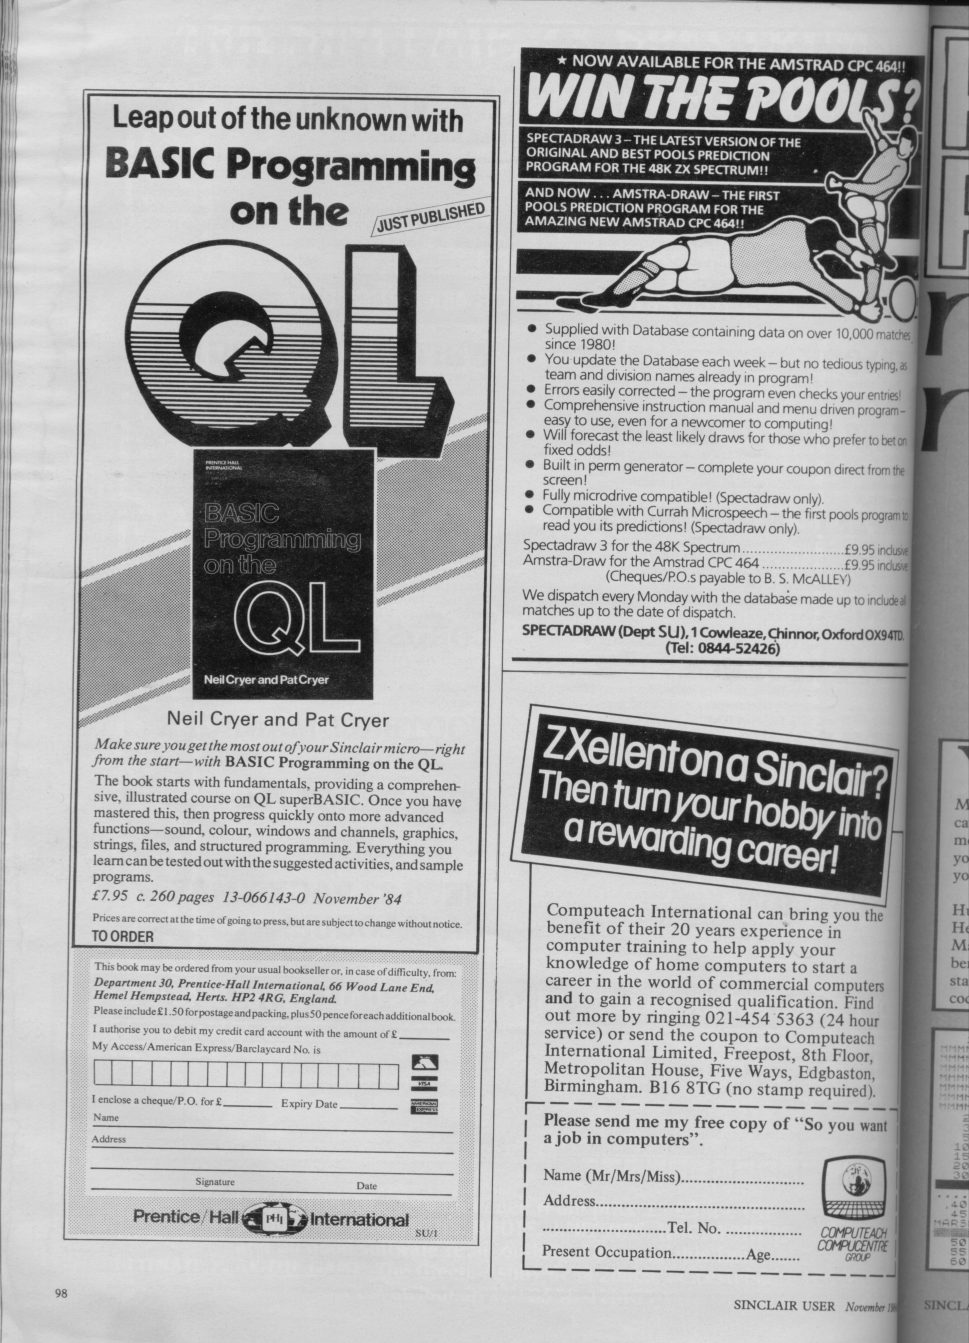 Leap out of the unknown with
BASIC Programming
on the
JUST PUBLISHED
QL
PRENTICE HALL
INTERNATIONAL
BASIC
Programming
on the
QL
Neil Cryer and Pat Cryer
Neil Cryer and Pat Cryer
Make sure you get the most out of your Sinclair micro—right
from the start—with BASIC Programming on the QL.
The book starts with fundamentals, providing a comprehen-
sive, illustrated course on QL superBASIC. Once you have
mastered this, then progress quickly onto more advanced
functions—sound, colour, windows and channels, graphics,
strings, files, and structured programming. Everything you
learn can be tested out with the suggested activities, and sample
programs.
£7.95 c. 260 pages 13-066143-0 November '84
Prices are correct at the time of going to press, but are subject to change without notice.
TO ORDER
This book may be ordered from your usual bookseller or, in case of difficulty, from:
Department 30, Prentice-Hall International, 66 Wood Lane End,
Hemel Hempstead, Herts. HP2 4RG, England.
Please include £1.50 for postage and packing, plus 50 pence for each additional book.
I authorise you to debit my credit card account with the amount of £
My Access/American Express/Barclaycard No. is
VISA
AMERICAN
EXPRESS
I enclose a cheque/P.O. for £ Expiry Date
Name
Address
Signature Date
Prentice/Hall PHI International
SU/1
★ NOW AVAILABLE FOR THE AMSTRAD CPC 464!!
WIN THE POOLS?
SPECTADRAW 3 – THE LATEST VERSION OF THE
ORIGINAL AND BEST POOLS PREDICTION
PROGRAM FOR THE 48K ZX SPECTRUM!!
AND NOW . . . AMSTRA-DRAW – THE FIRST
POOLS PREDICTION PROGRAM FOR THE
AMAZING NEW AMSTRAD CPC 464!!
● Supplied with Database containing data on over 10,000 matches
since 1980!
● You update the Database each week – but no tedious typing, as
team and division names already in program!
● Errors easily corrected – the program even checks your entries!
● Comprehensive instruction manual and menu driven program –
easy to use, even for a newcomer to computing!
● Will forecast the least likely draws for those who prefer to bet on
fixed odds!
● Built in perm generator – complete your coupon direct from the
screen!
● Fully microdrive compatible! (Spectadraw only).
● Compatible with Currah Microspeech – the first pools program to
read you its predictions! (Spectadraw only).
Spectadraw 3 for the 48K Spectrum.........................£9.95 inclusive
Amstra-Draw for the Amstrad CPC 464 ....................£9.95 inclusive
(Cheques/P.O.s payable to B. S. McALLEY)
We dispatch every Monday with the database made up to include all
matches up to the date of dispatch.
SPECTADRAW (Dept SU), 1 Cowleaze, Chinnor, Oxford OX9 4TD.
(Tel: 0844-52426)
ZXellent on a Sinclair?
Then turn your hobby into
a rewarding career!
Computeach International can bring you the
benefit of their 20 years experience in
computer training to help apply your
knowledge of home computers to start a
career in the world of commercial computers
and to gain a recognised qualification. Find
out more by ringing 021-454 5363 (24 hour
service) or send the coupon to Computeach
International Limited, Freepost, 8th Floor,
Metropolitan House, Five Ways, Edgbaston,
Birmingham. B16 8TG (no stamp required).
Please send me my free copy of “So you want
a job in computers”.
Name (Mr/Mrs/Miss).............................
Address..................................................
.............................Tel. No. ..................
Present Occupation.................Age.......
COMPUTEACH
COMPUCENTRE
GROUP
98
SINCLAIR USER November